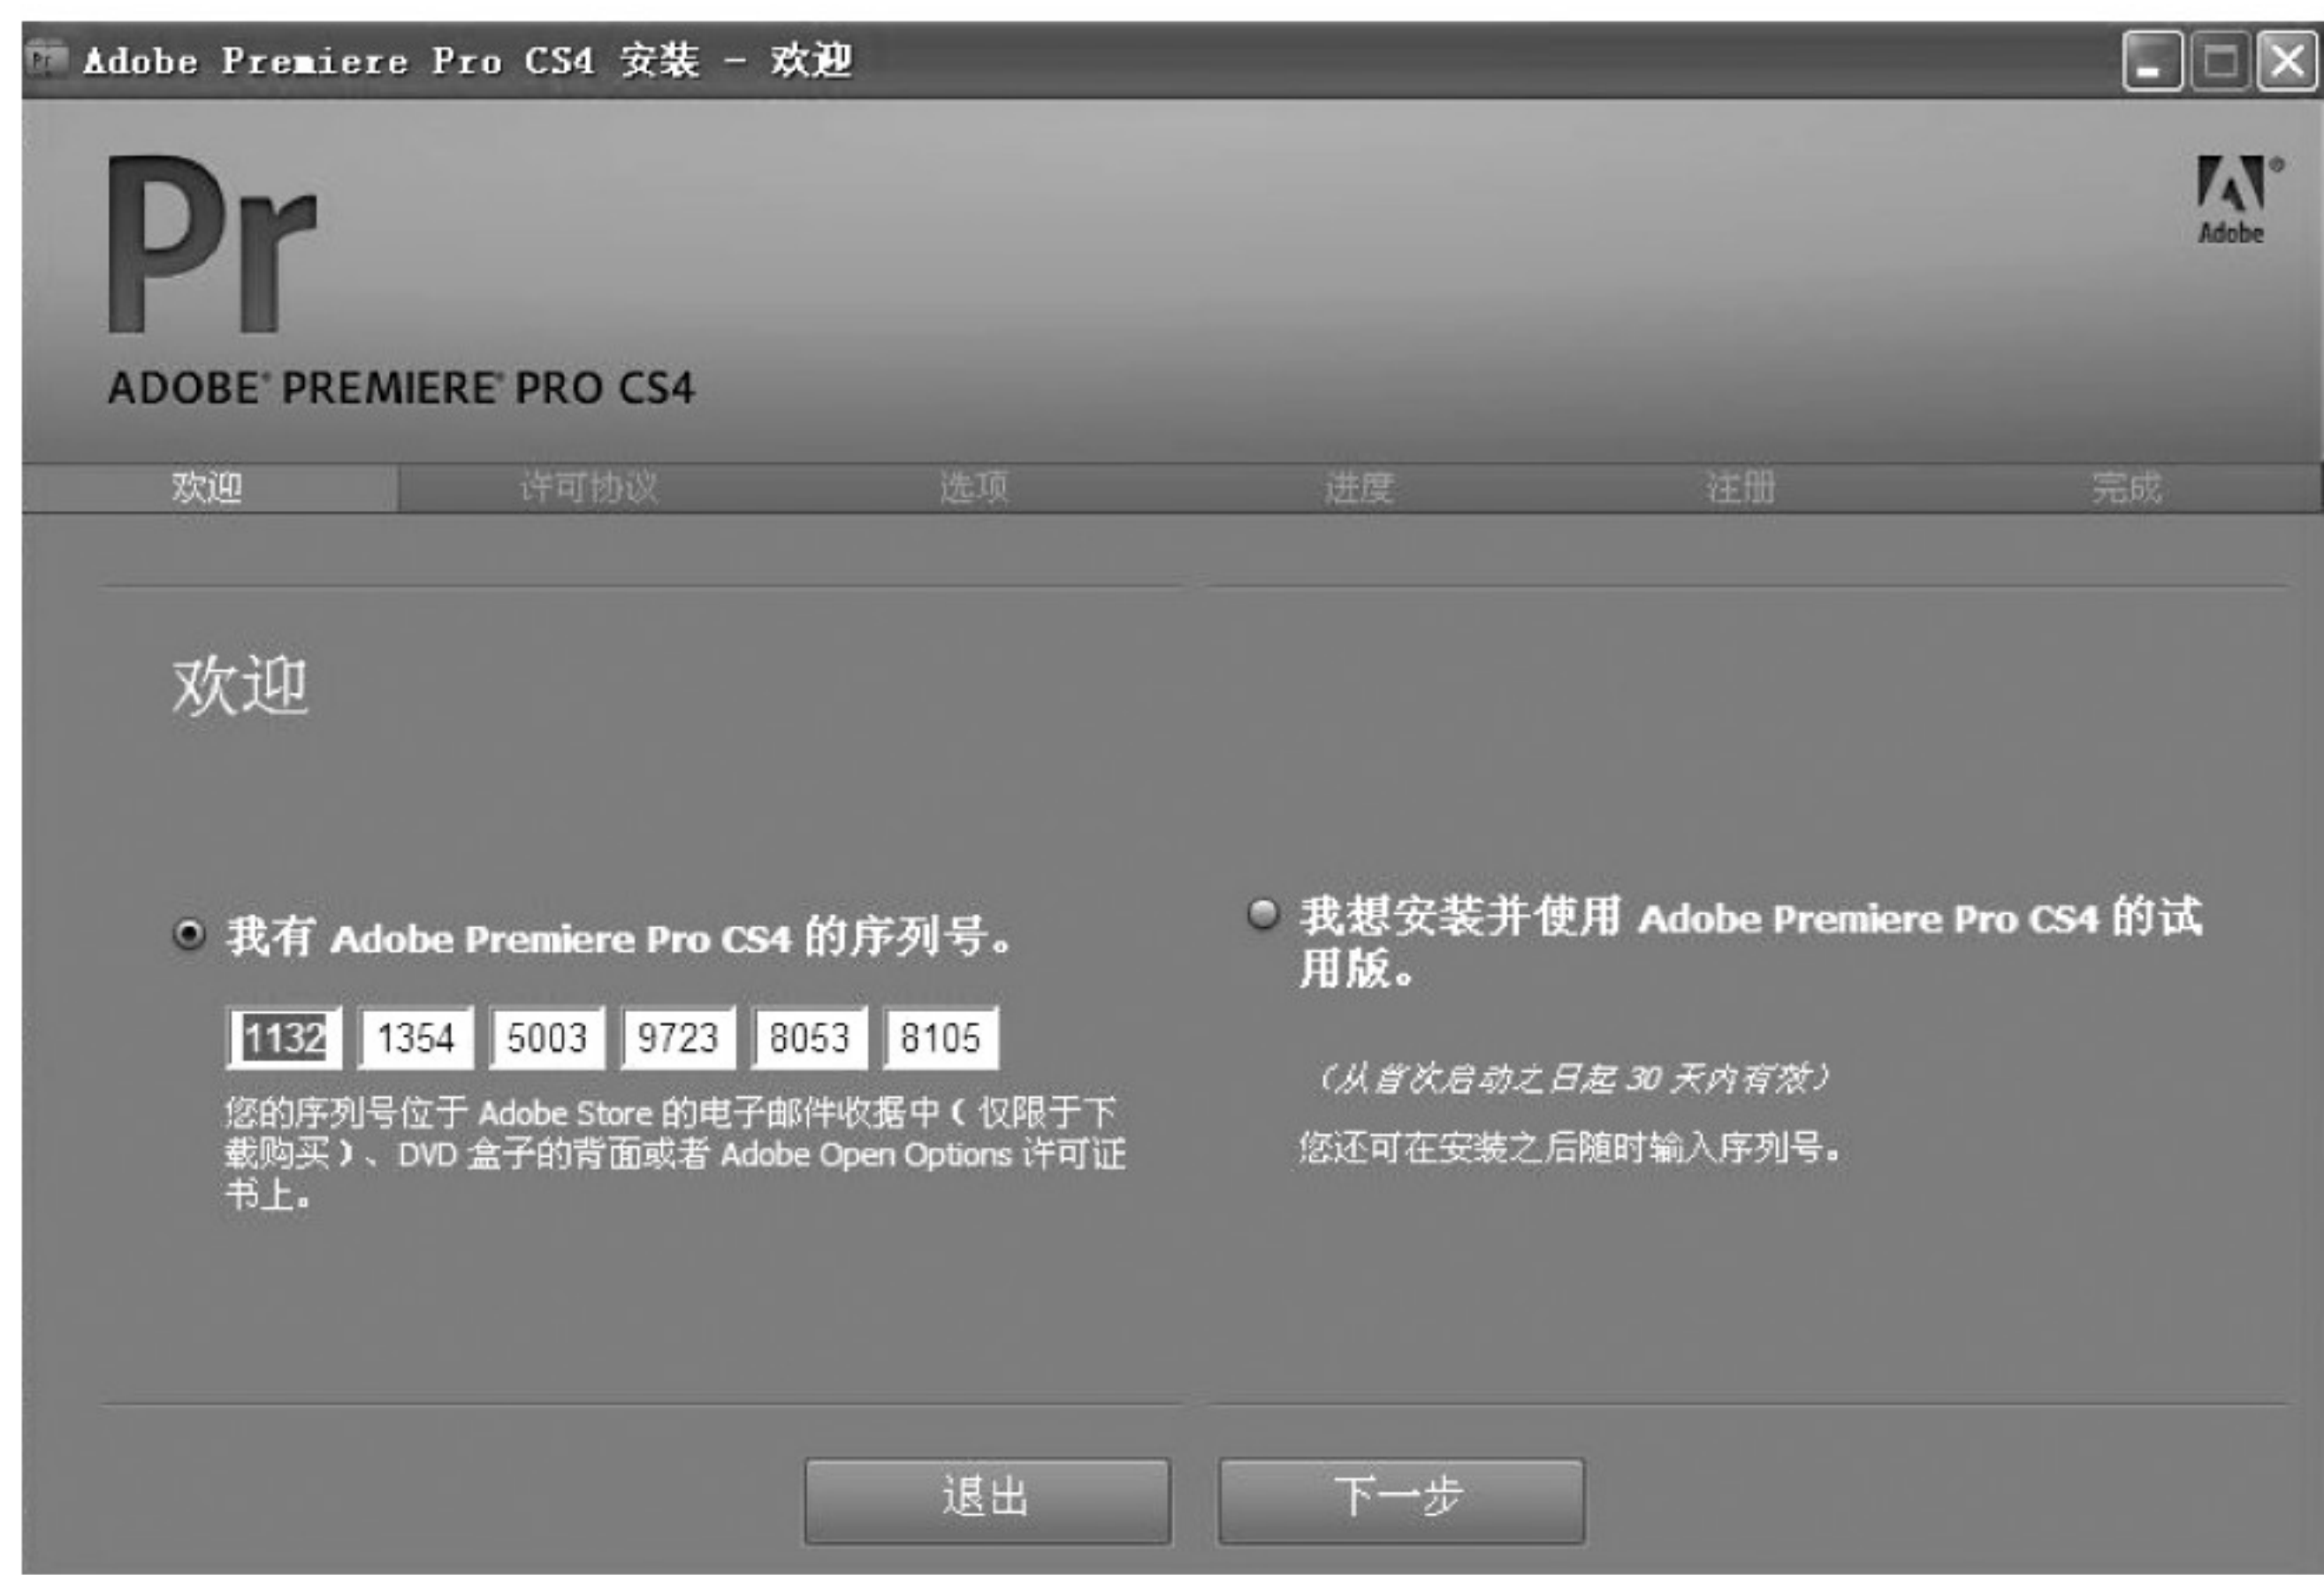 Adobe Premiere Pro CS4 安装 - 欢迎
Pr
Adobe
ADOBE® PREMIERE® PRO CS4
欢迎 许可协议 选项 进度 注册 完成
欢迎
我有 Adobe Premiere Pro CS4 的序列号。
1132 1354 5003 9723 8053 8105
您的序列号位于 Adobe Store 的电子邮件收据中（仅限于下
载购买）、DVD 盒子的背面或者 Adobe Open Options 许可证
书上。
我想安装并使用 Adobe Premiere Pro CS4 的试
用版。
（从首次启动之日起 30 天内有效）
您还可在安装之后随时输入序列号。
退出 下一步